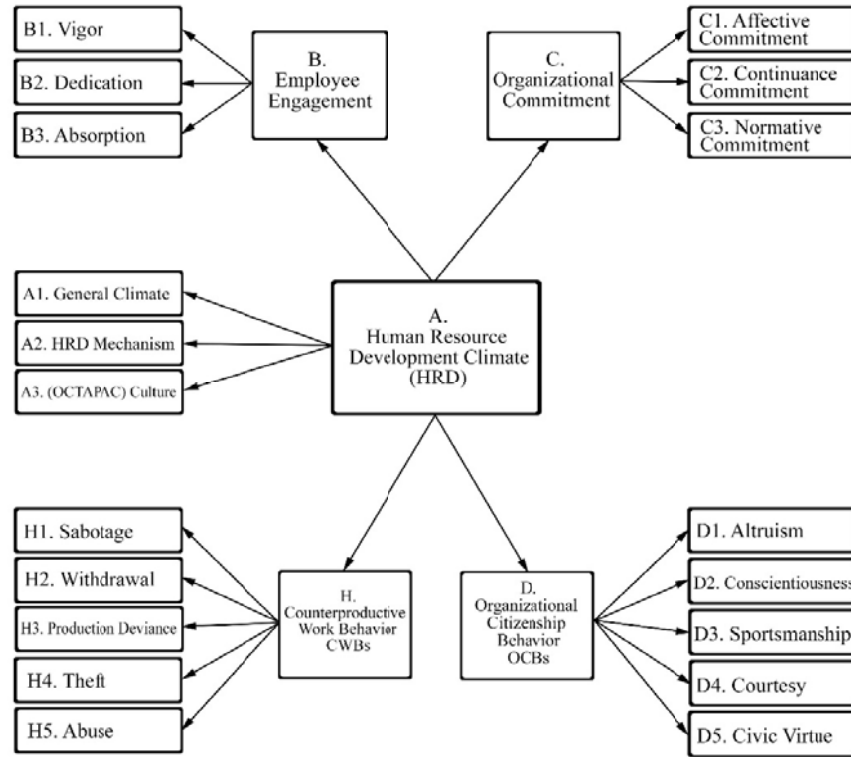 B1. Vigor
B2. Dedication
B3. Absorption
B.
Employee
Engagement
C.
Organizational
Commitment
C1. Affective
Commitment
C2. Continuance
Commitment
C3. Normative
Commitment
A1. General Climate
A2. HRD Mechanism
A3. (OCTAPAC) Culture
A.
Human Resource
Development Climate
(HRD)
H1. Sabotage
H2. Withdrawal
H3. Production Deviance
H4. Theft
H5. Abuse
H.
Counterproductive
Work Behavior
CWBs
D.
Organizational
Citizenship
Behavior
OCBs
D1. Altruism
D2. Conscientiousness
D3. Sportsmanship
D4. Courtesy
D5. Civic Virtue